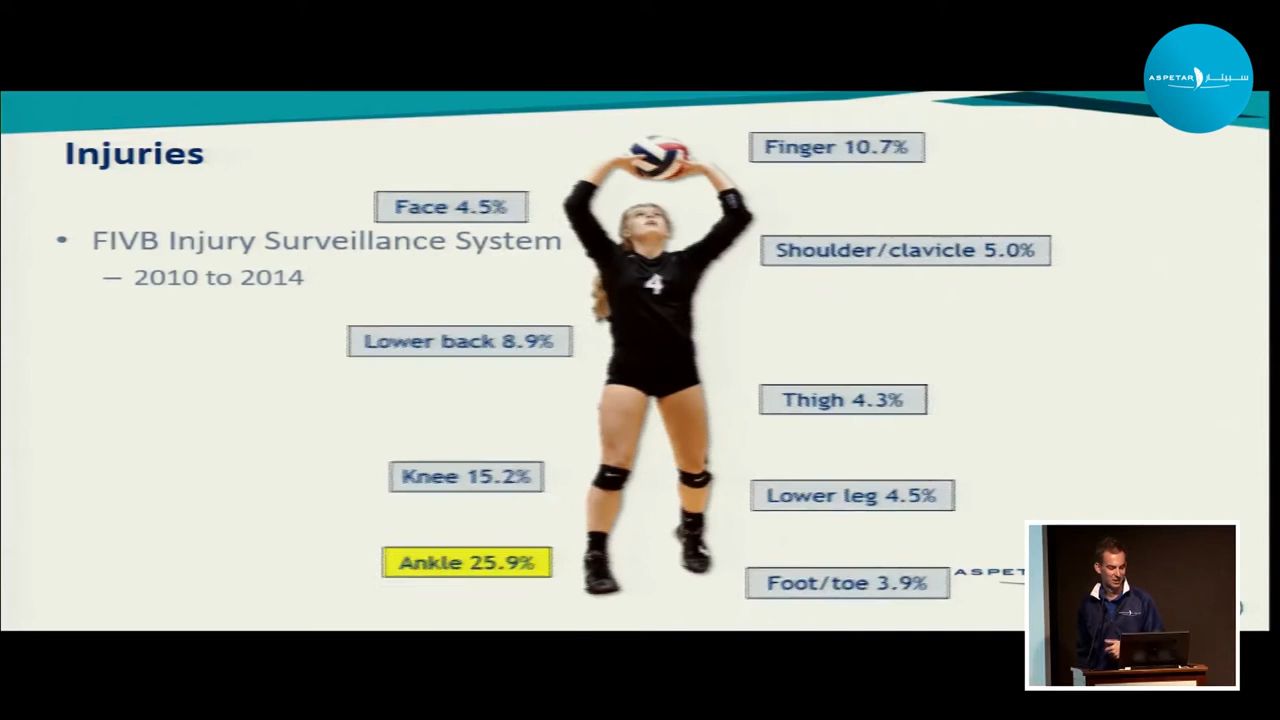 ASPETAR سبيتار
Injuries
Finger 10.7%
Face 4.5%
• FIVB Injury Surveillance System
Shoulder/clavicle 5.0%
– 2010 to 2014
4
Lower back 8.9%
Thigh 4.3%
Knee 15.2%
Lower leg 4.5%
Ankle 25.9%
Foot/toe 3.9%
ASPET